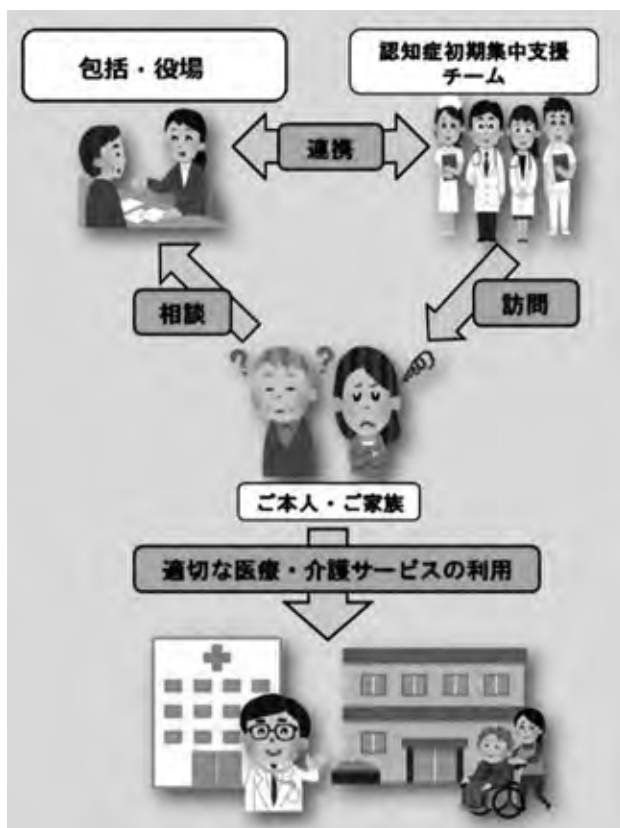 包括・役場
認知症初期集中支援
チーム
連携
相談
訪問
?
?
ご本人・ご家族
適切な医療・介護サービスの利用